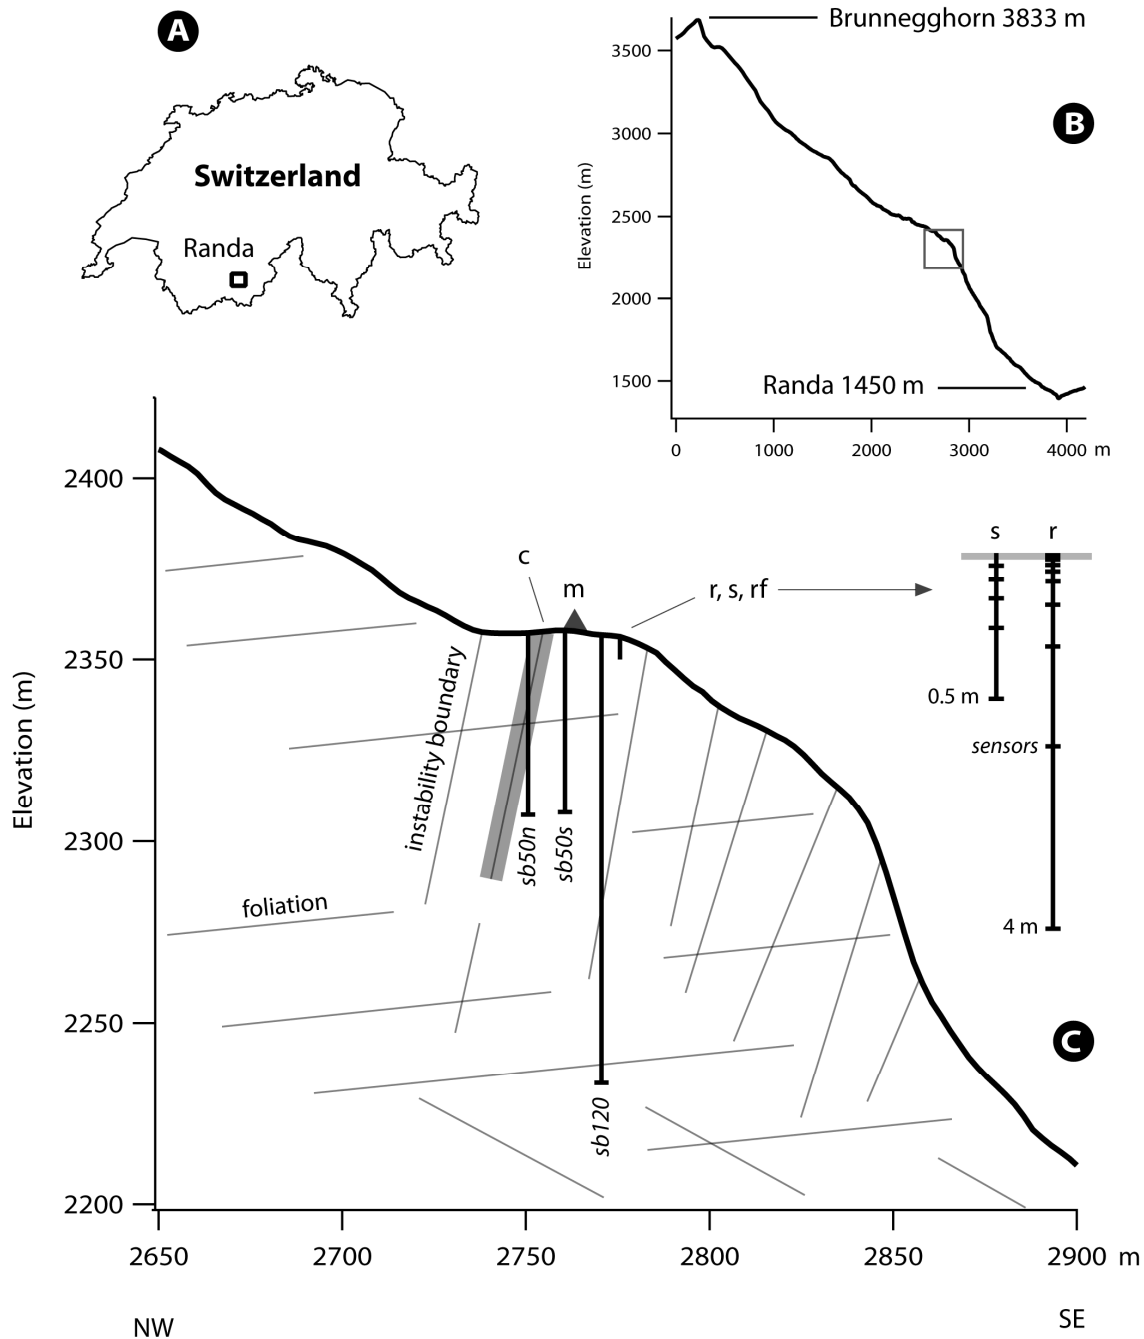 A
Switzerland
Randa
Brunnegghorn 3833 m
B
3500
3000
2500
2000
1500
Elevation (m)
Randa 1450 m
0
1000
2000
3000
4000 m
2400
2350
2300
2250
2200
Elevation (m)
c
m
r, s, rf
s
r
0.5 m
sensors
4 m
instability boundary
sb50n
sb50s
foliation
sb120
C
2650
2700
2750
2800
2850
2900 m
NW
SE